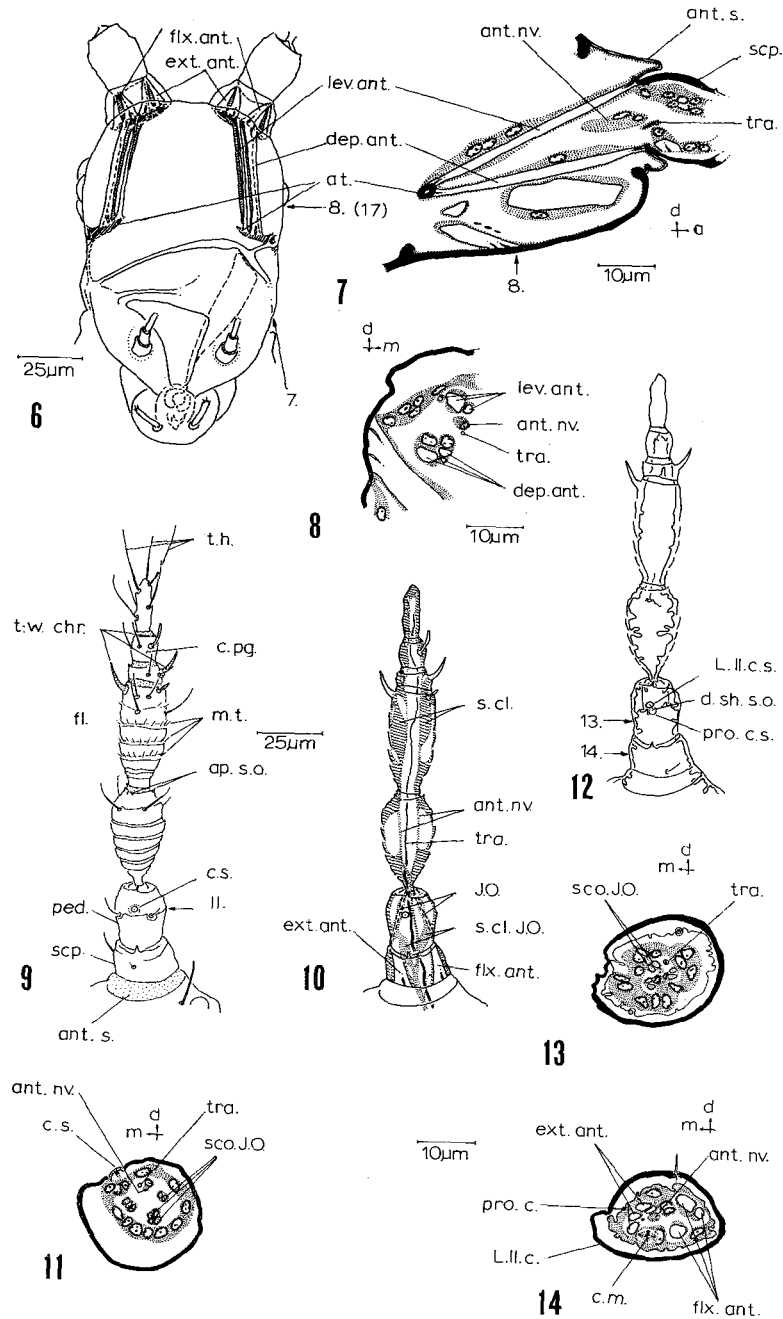 flx.ant.
ext.ant.
lev.ant.
dep.ant.
at.
8. (17)
25µm
7.
6
ant.s.
ant.nv.
scp.
lev.ant.
tra.
dep.ant.
d
a
10µm
8.
7
d
m
lev.ant.
ant.nv.
tra.
dep.ant.
10µm
8
t.h.
t.w. chr.
c.pg.
fl.
m.t.
25µm
ap. s.o.
c.s.
ped.
11.
scp.
ant. s.
9
s.cl.
ant.nv
tra.
J.O.
ext.ant.
s.cl. J.O.
flx.ant.
10
L.II.c.s.
d. sh. s.o.
13.
pro. c.s.
14.
12
d
m
sco.J.O.
tra.
13
ant. nv.
d
tra.
c.s.
m
sco.J.O.
11
10µm
d
m
ext. ant.
ant. nv.
pro. c.
L.II.c.
c.m.
flx. ant.
14